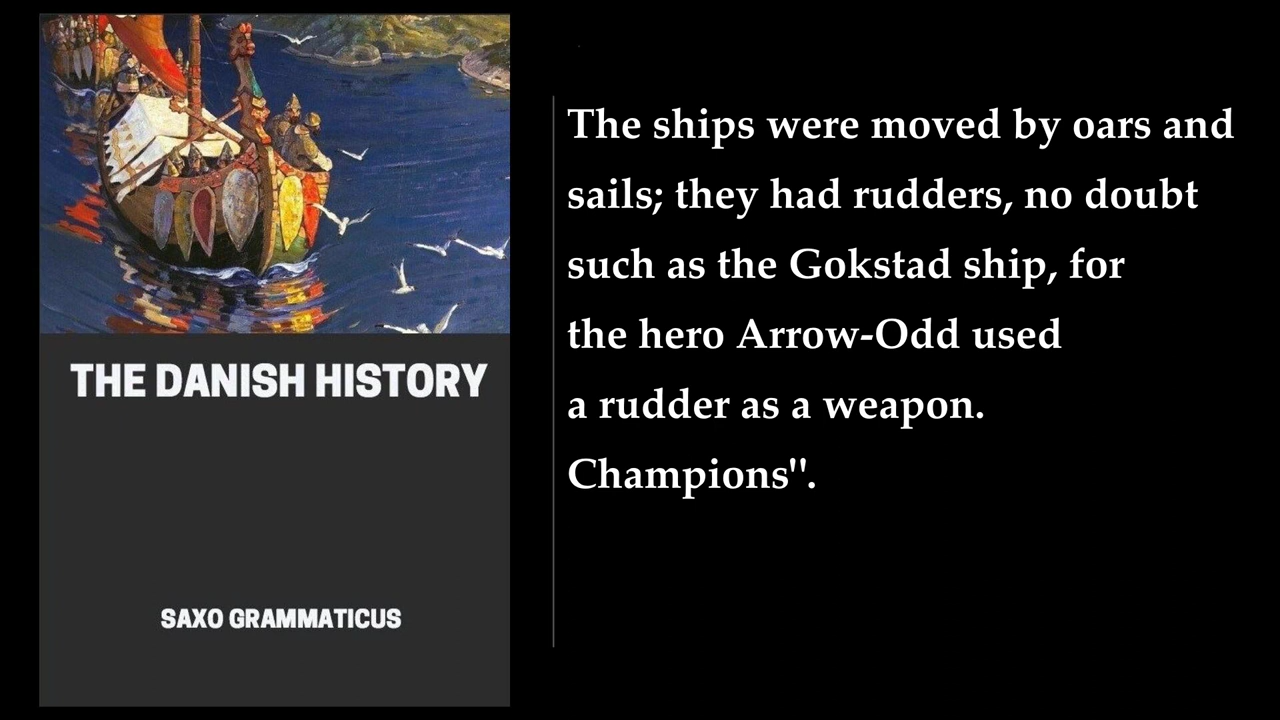 THE DANISH HISTORY
SAXO GRAMMATICUS
The ships were moved by oars and
sails; they had rudders, no doubt
such as the Gokstad ship, for
the hero Arrow-Odd used
a rudder as a weapon.
Champions".